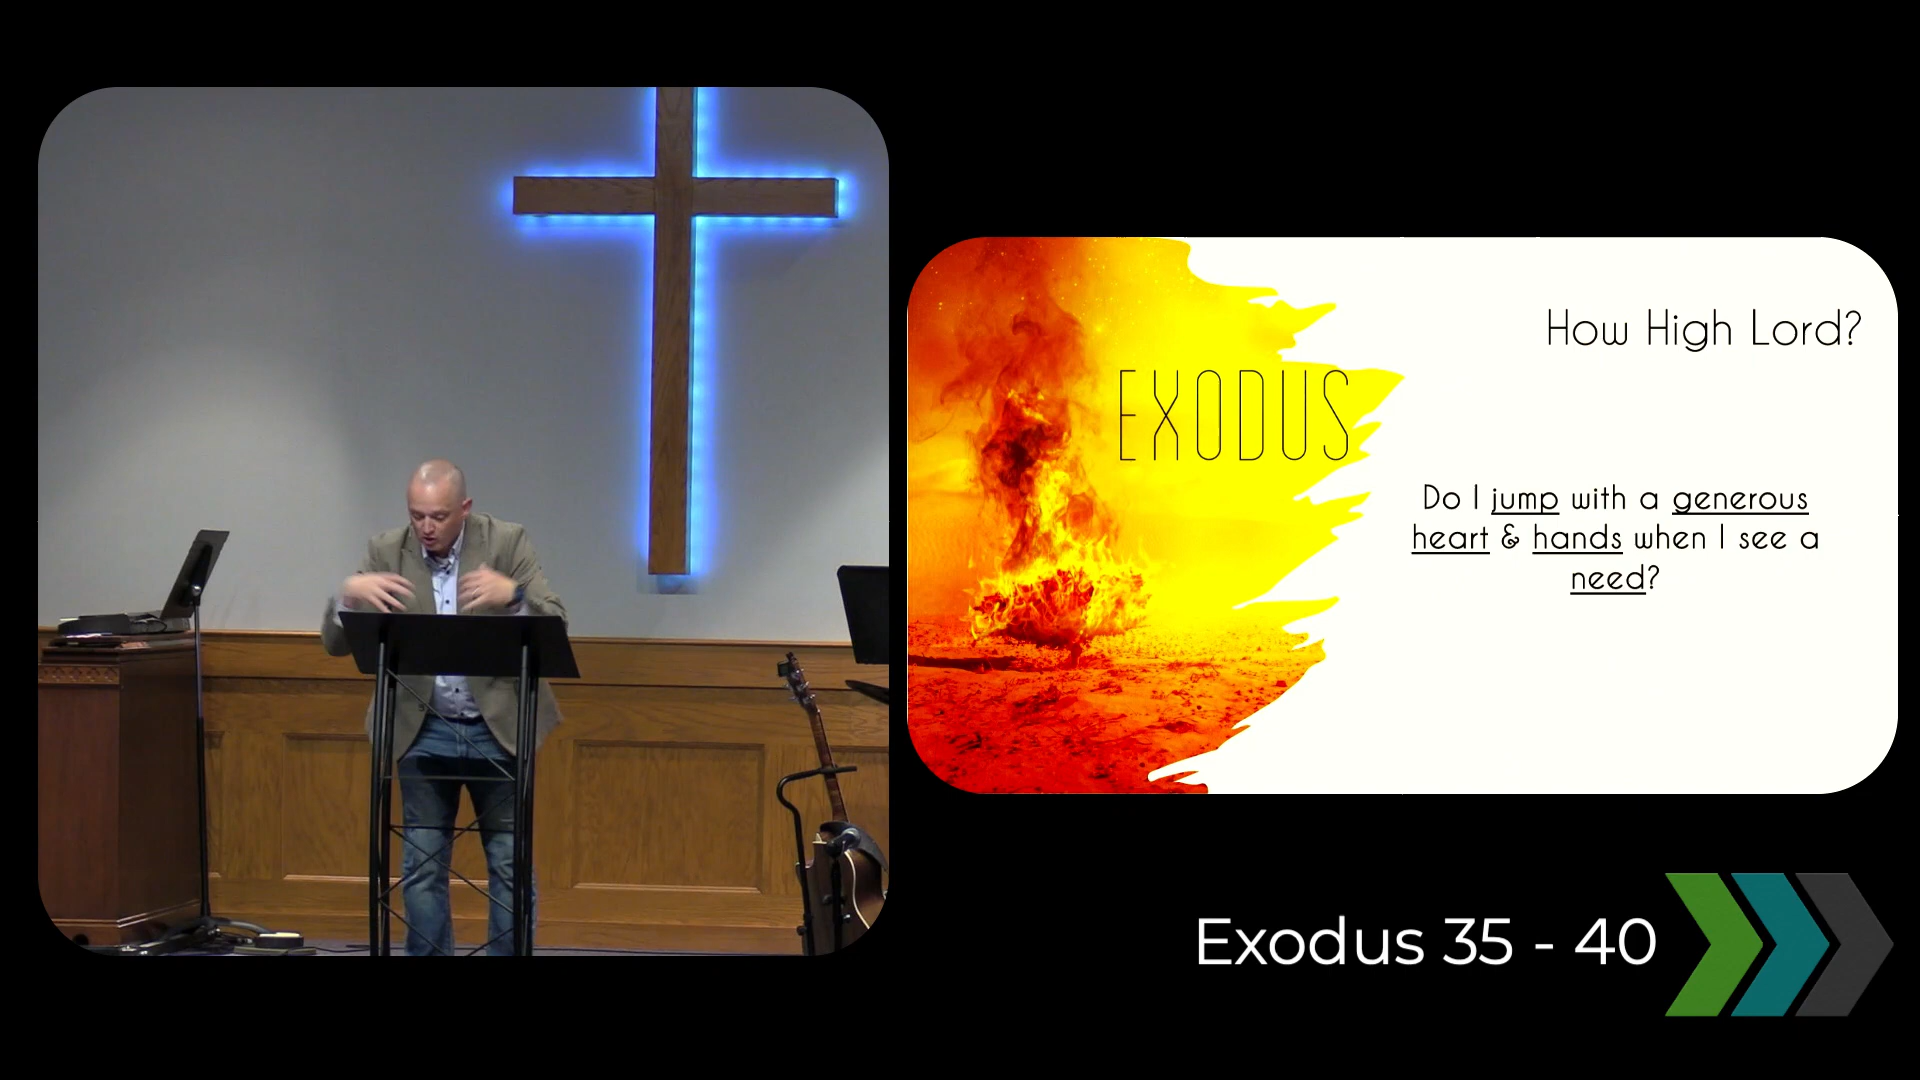 How High Lord?
EXODUS
Do I jump with a generous
heart & hands when I see a
need?
Exodus 35 - 40